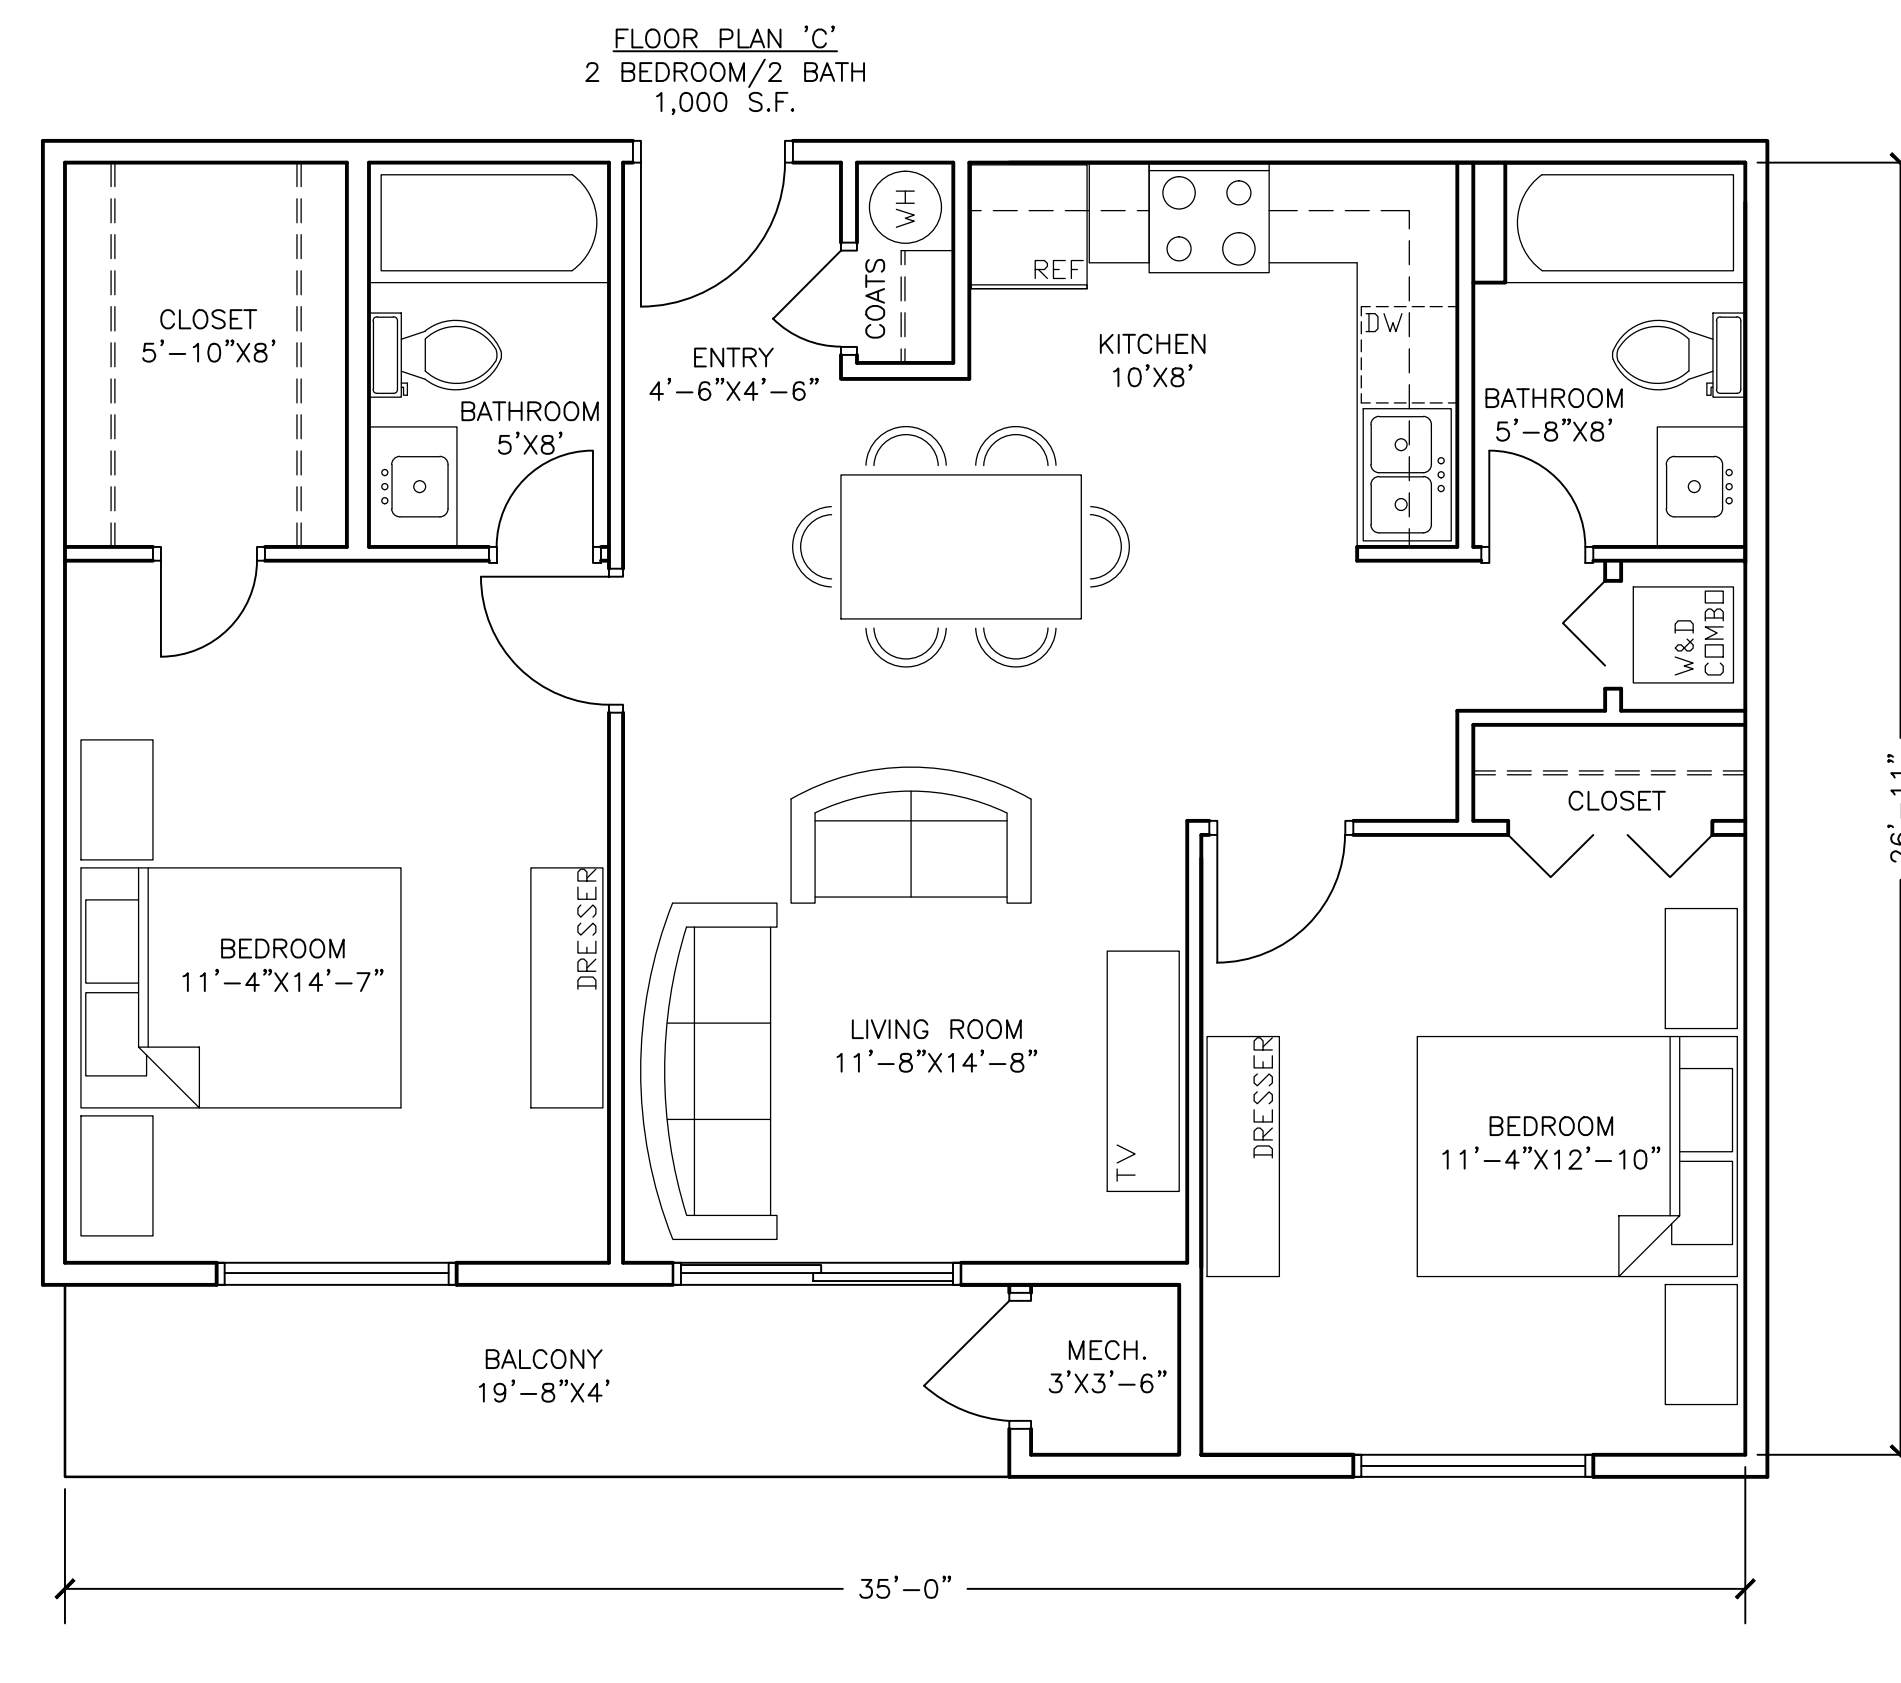 FLOOR PLAN 'C'
2 BEDROOM/2 BATH
1,000 S.F.
WH
COATS
REF
DW
CLOSET
5'-10"X8'
ENTRY
4'-6"X4'-6"
KITCHEN
10'X8'
BATHROOM
5'X8'
BATHROOM
5'-8"X8'
W&D
COMBO
CLOSET
26'-11"
DRESSER
BEDROOM
11'-4"X14'-7"
LIVING ROOM
11'-8"X14'-8"
TV
DRESSER
BEDROOM
11'-4"X12'-10"
BALCONY
19'-8"X4'
MECH.
3'X3'-6"
35'-0"